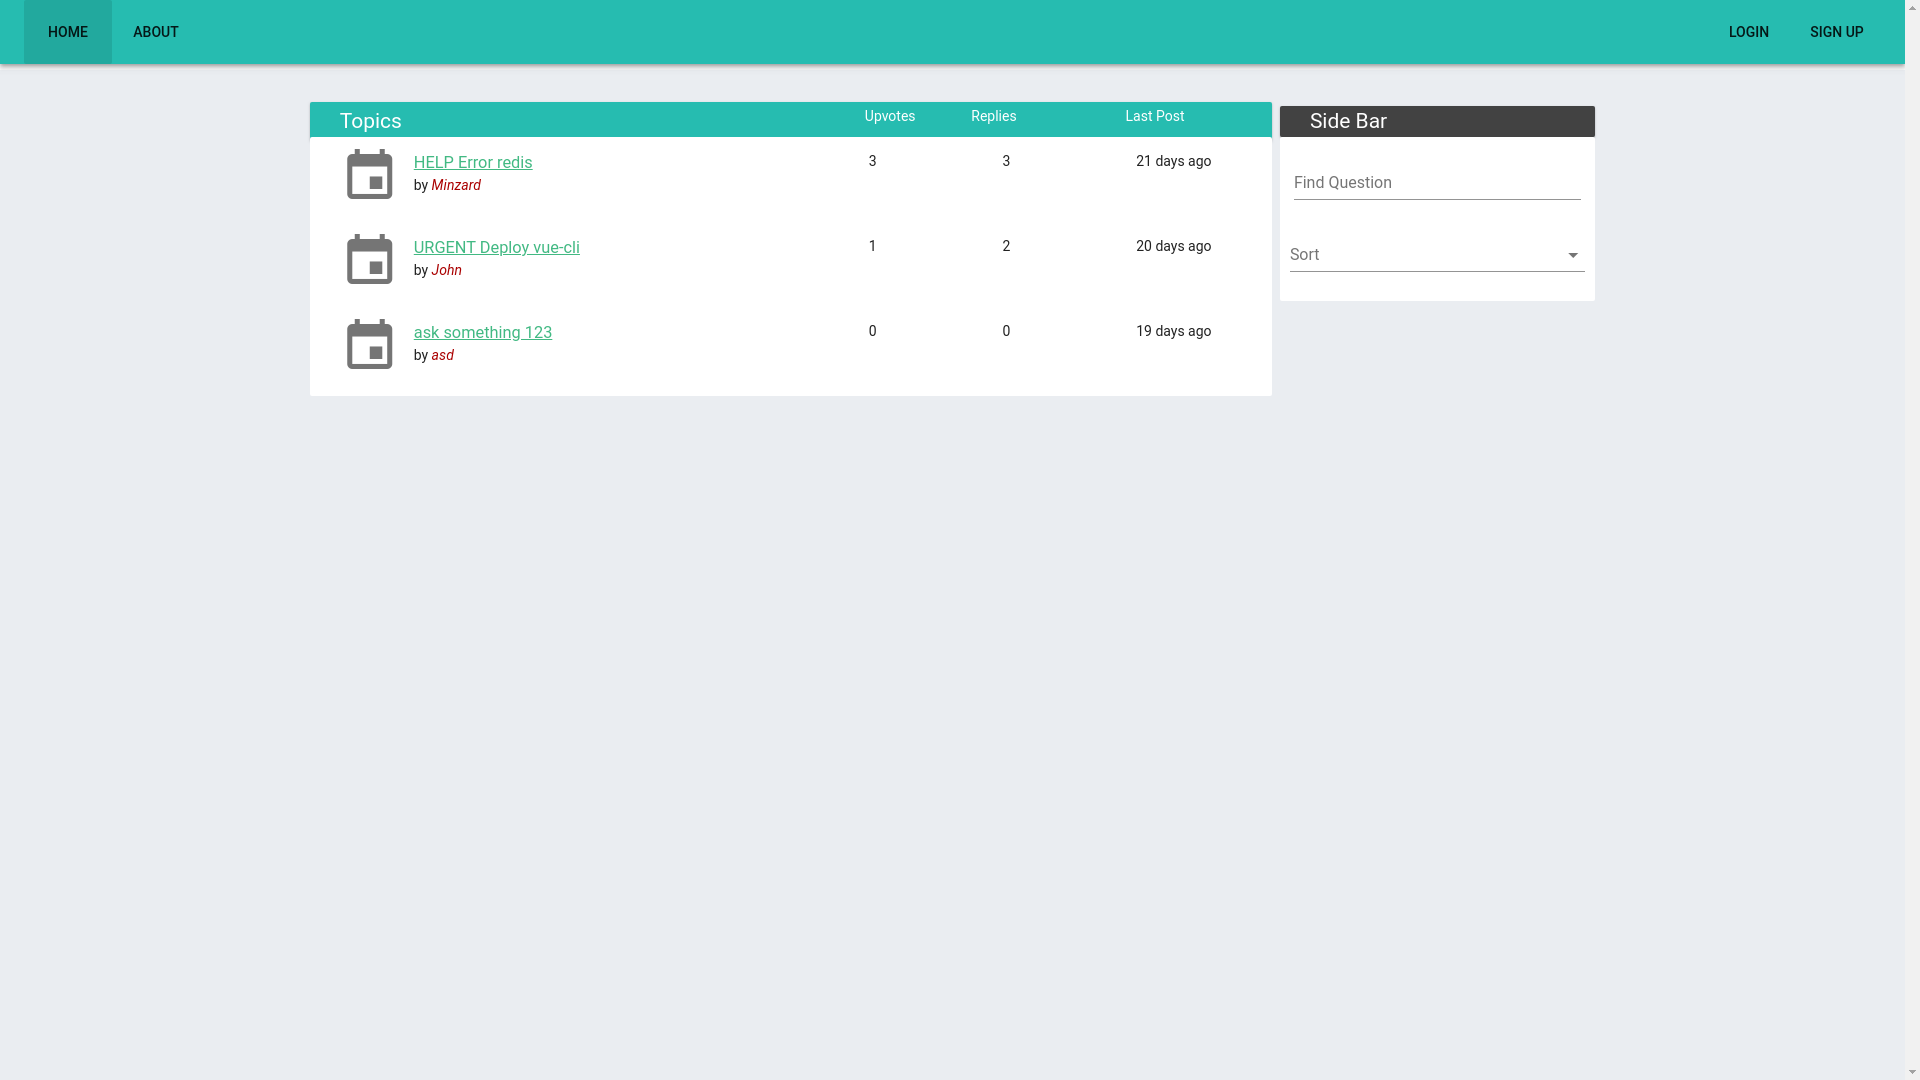 HOME ABOUT LOGIN SIGN UP
Topics Upvotes Replies Last Post
HELP Error redis 3 3 21 days ago
by Minzard
URGENT Deploy vue-cli 1 2 20 days ago
by John
ask something 123 0 0 19 days ago
by asd
Side Bar
Find Question
Sort